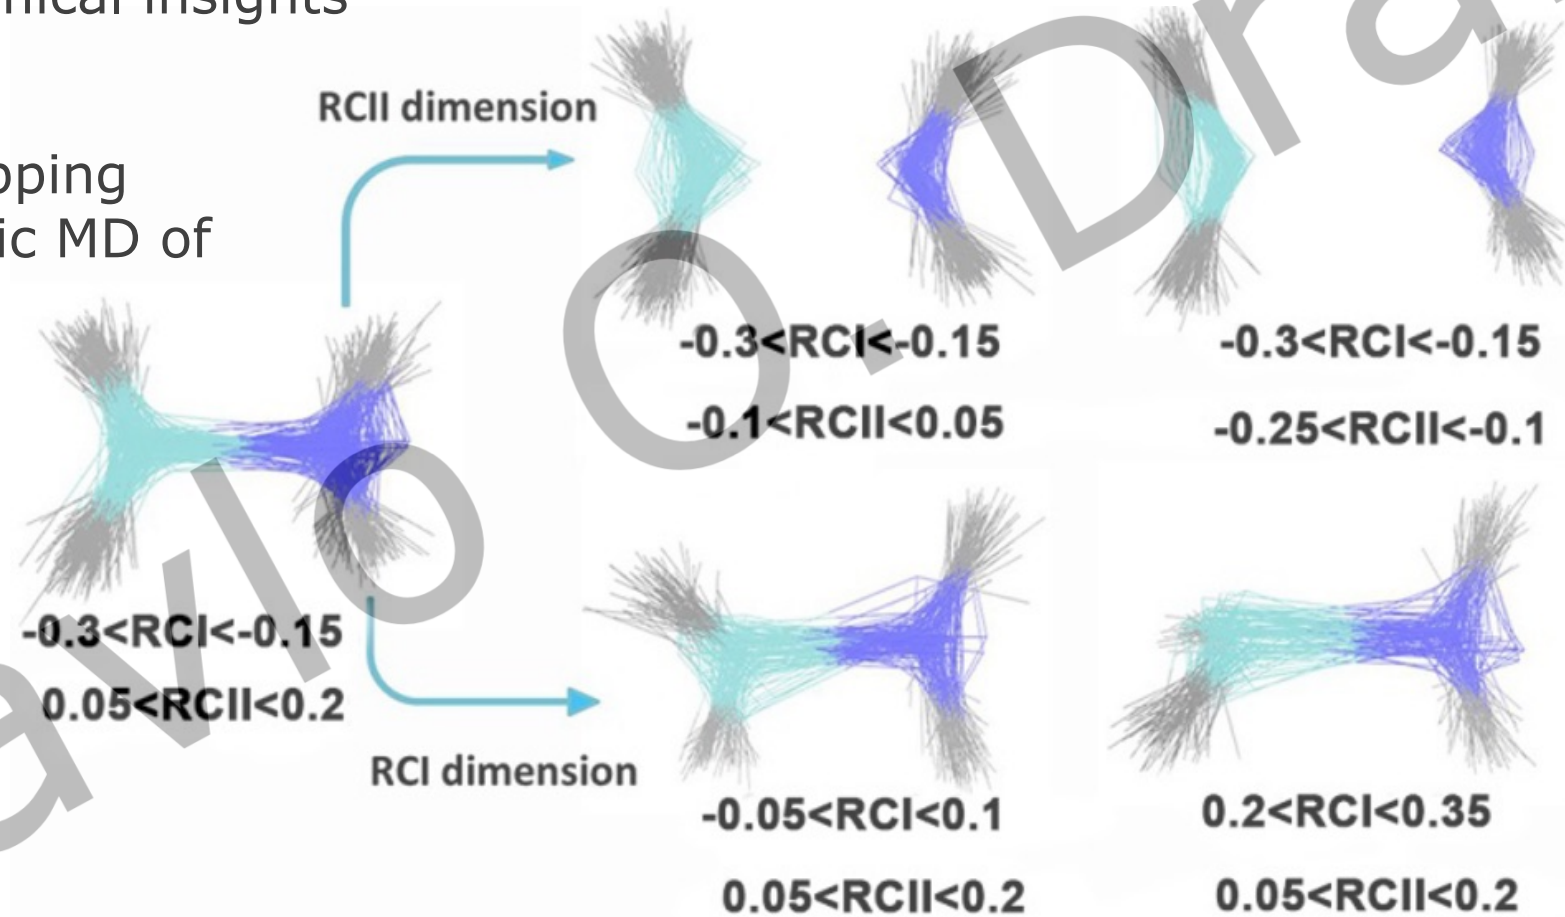 nical insights
RCII dimension
pping
ic MD of
-0.3<RCI<-0.15
-0.3<RCI<-0.15
-0.1<RCII<0.05
-0.25<RCII<-0.1
-0.3<RCI<-0.15
0.05<RCII<0.2
RCI dimension
-0.05<RCI<0.1
0.2<RCI<0.35
0.05<RCII<0.2
0.05<RCII<0.2
avlo O. Dra